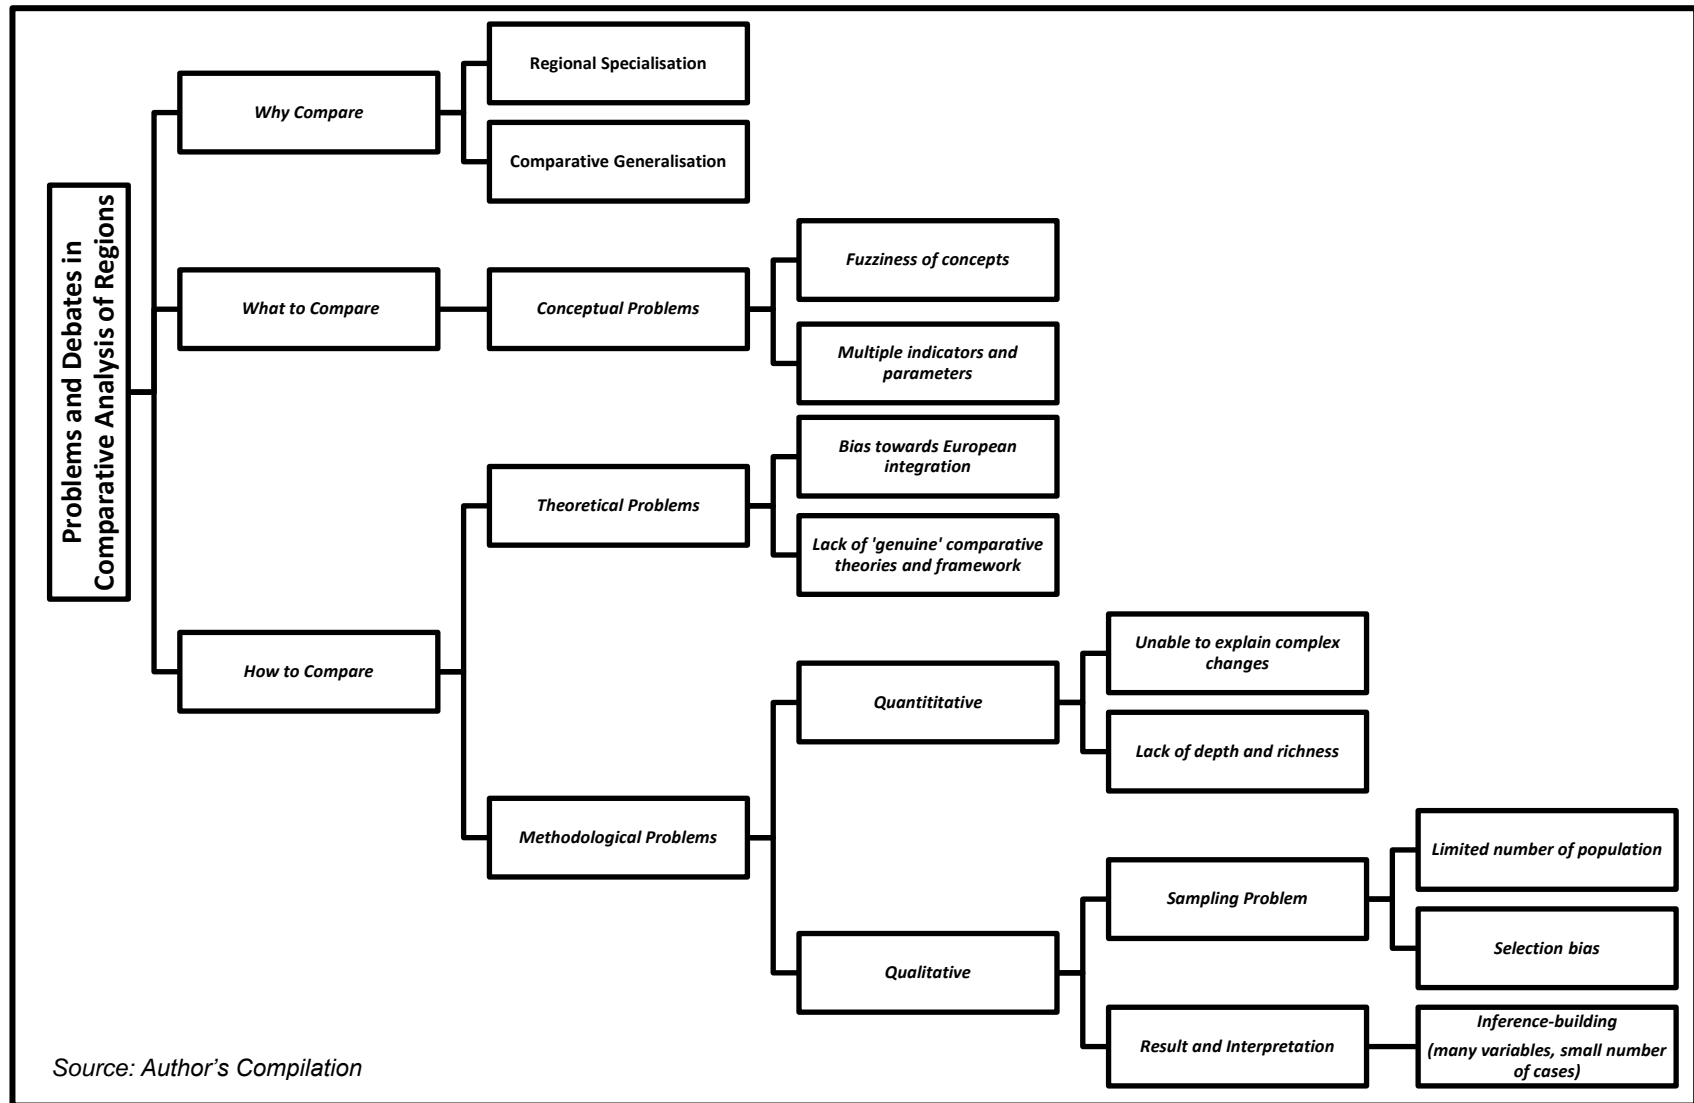 Problems and Debates in
Comparative Analysis of Regions
Why Compare
Regional Specialisation
Comparative Generalisation
What to Compare
Conceptual Problems
Fuzziness of concepts
Multiple indicators and
parameters
How to Compare
Theoretical Problems
Bias towards European
integration
Lack of 'genuine' comparative
theories and framework
Methodological Problems
Quantititative
Unable to explain complex
changes
Lack of depth and richness
Qualitative
Sampling Problem
Limited number of population
Selection bias
Result and Interpretation
Inference-building
(many variables, small number
of cases)
Source: Author's Compilation